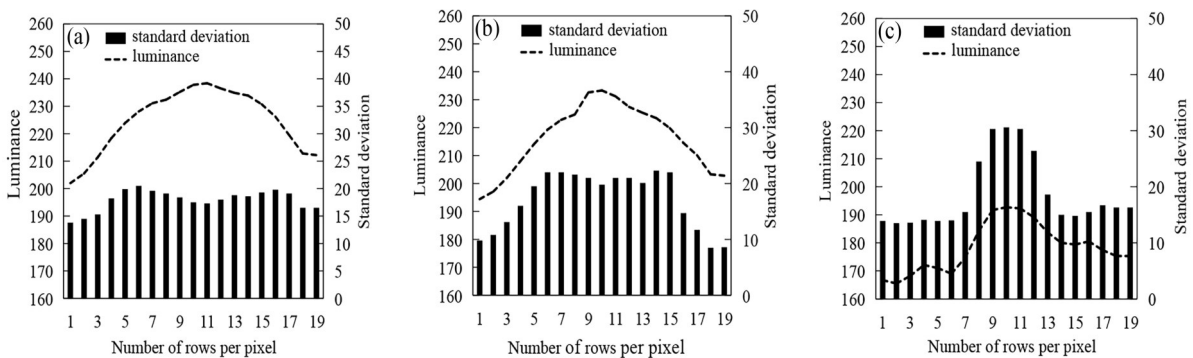 (a)
standard deviation
luminance
260
250
240
230
220
210
200
190
180
170
160
Luminance
50
45
40
35
30
25
20
15
10
5
0
Standard deviation
1 3 5 7 9 11 13 15 17 19
Number of rows per pixel
(b)
standard deviation
luminance
260
250
240
230
220
210
200
190
180
170
160
Luminance
50
40
30
20
10
0
Standard deviation
1 3 5 7 9 11 13 15 17 19
Number of rows per pixel
(c)
standard deviation
luminance
260
250
240
230
220
210
200
190
180
170
160
Luminance
50
40
30
20
10
0
Standard deviation
1 3 5 7 9 11 13 15 17 19
Number of rows per pixel